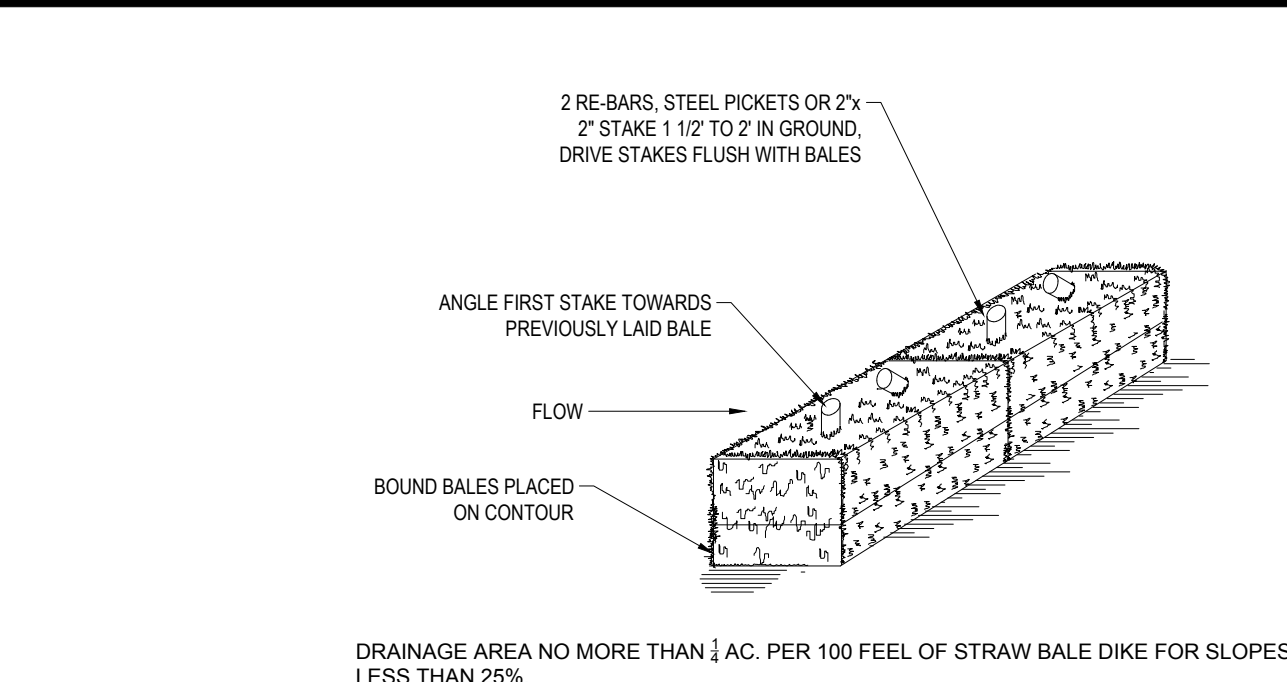 2 RE-BARS, STEEL PICKETS OR 2"x
2" STAKE 1 1/2' TO 2' IN GROUND,
DRIVE STAKES FLUSH WITH BALES
ANGLE FIRST STAKE TOWARDS
PREVIOUSLY LAID BALE
FLOW
BOUND BALES PLACED
ON CONTOUR
DRAINAGE AREA NO MORE THAN 1/4 AC. PER 100 FEEL OF STRAW BALE DIKE FOR SLOPES
LESS THAN 25%